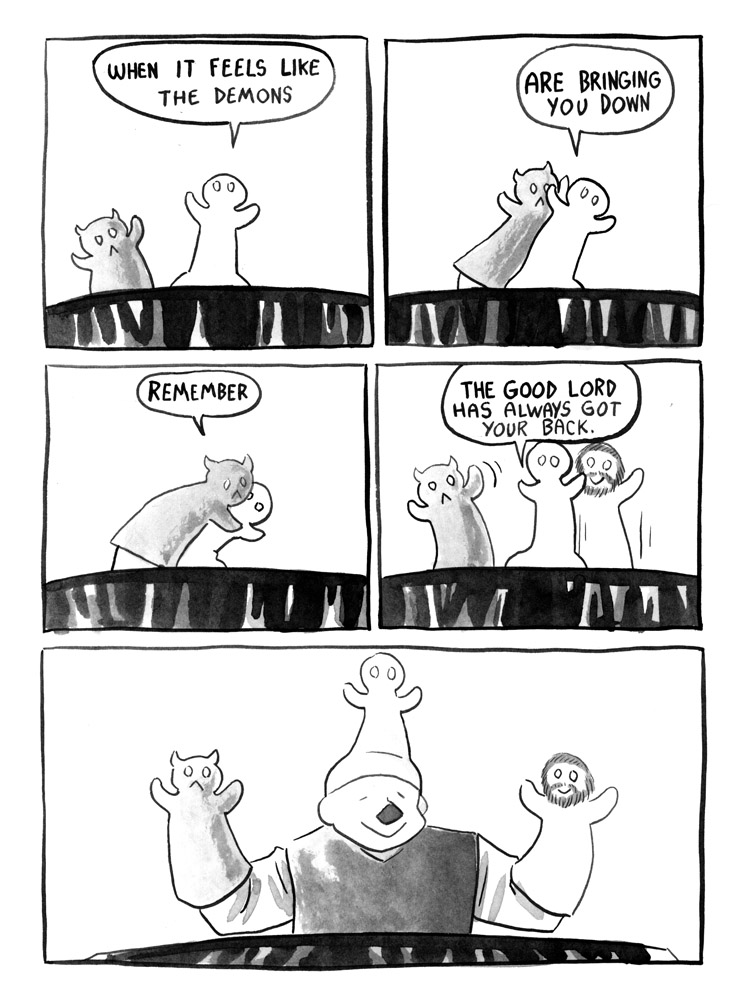 WHEN IT FEELS LIKE
THE DEMONS
ARE BRINGING
YOU DOWN
REMEMBER
THE GOOD LORD
HAS ALWAYS GOT
YOUR BACK.